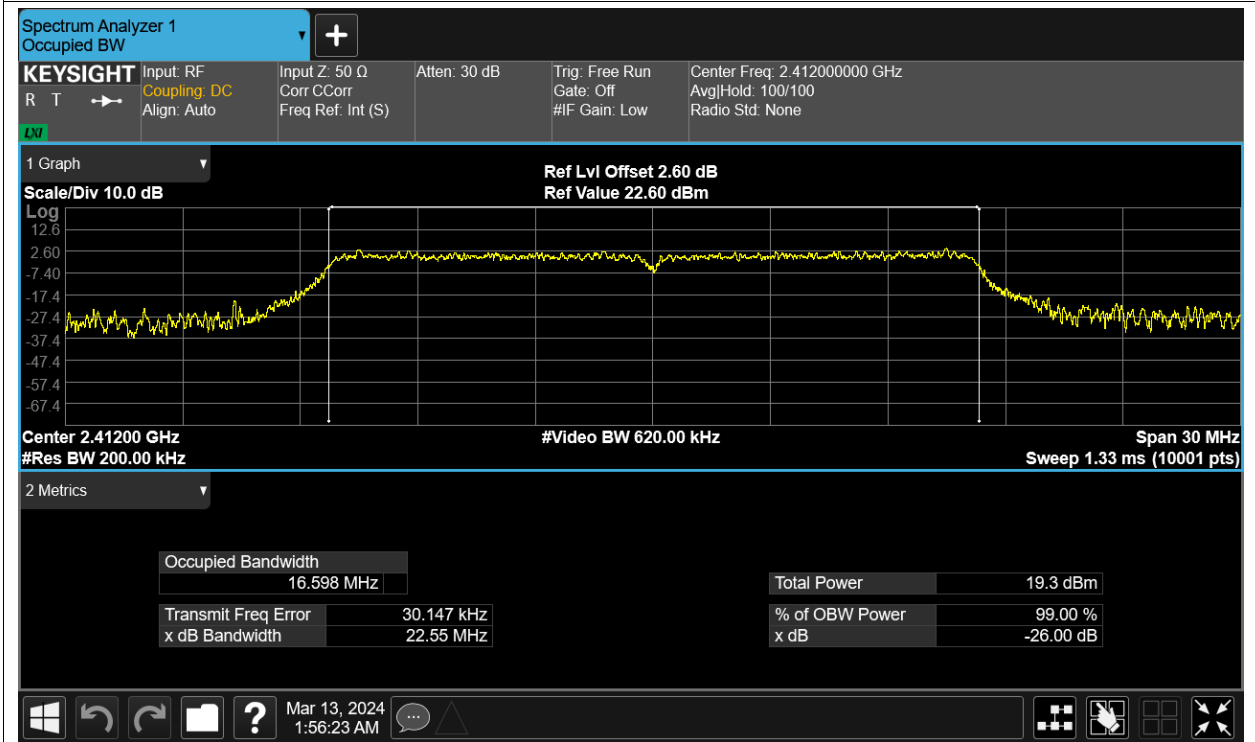 Spectrum Analyzer 1
Occupied BW
KEYSIGHT Input: RF Input Z: 50 Ω Atten: 30 dB Trig: Free Run Center Freq: 2.412000000 GHz
R T Coupling: DC Corr CCorr Gate: Off Avg|Hold: 100/100
Align: Auto Freq Ref: Int (S) #IF Gain: Low Radio Std: None
LXI
1 Graph
Ref Lvl Offset 2.60 dB
Scale/Div 10.0 dB Ref Value 22.60 dBm
Log
12.6
2.60
-7.40
-17.4
-27.4
-37.4
-47.4
-57.4
-67.4
Center 2.41200 GHz #Video BW 620.00 kHz Span 30 MHz
#Res BW 200.00 kHz Sweep 1.33 ms (10001 pts)
2 Metrics
Occupied Bandwidth
16.598 MHz Total Power 19.3 dBm
Transmit Freq Error 30.147 kHz % of OBW Power 99.00 %
x dB Bandwidth 22.55 MHz x dB -26.00 dB
? Mar 13, 2024
1:56:23 AM